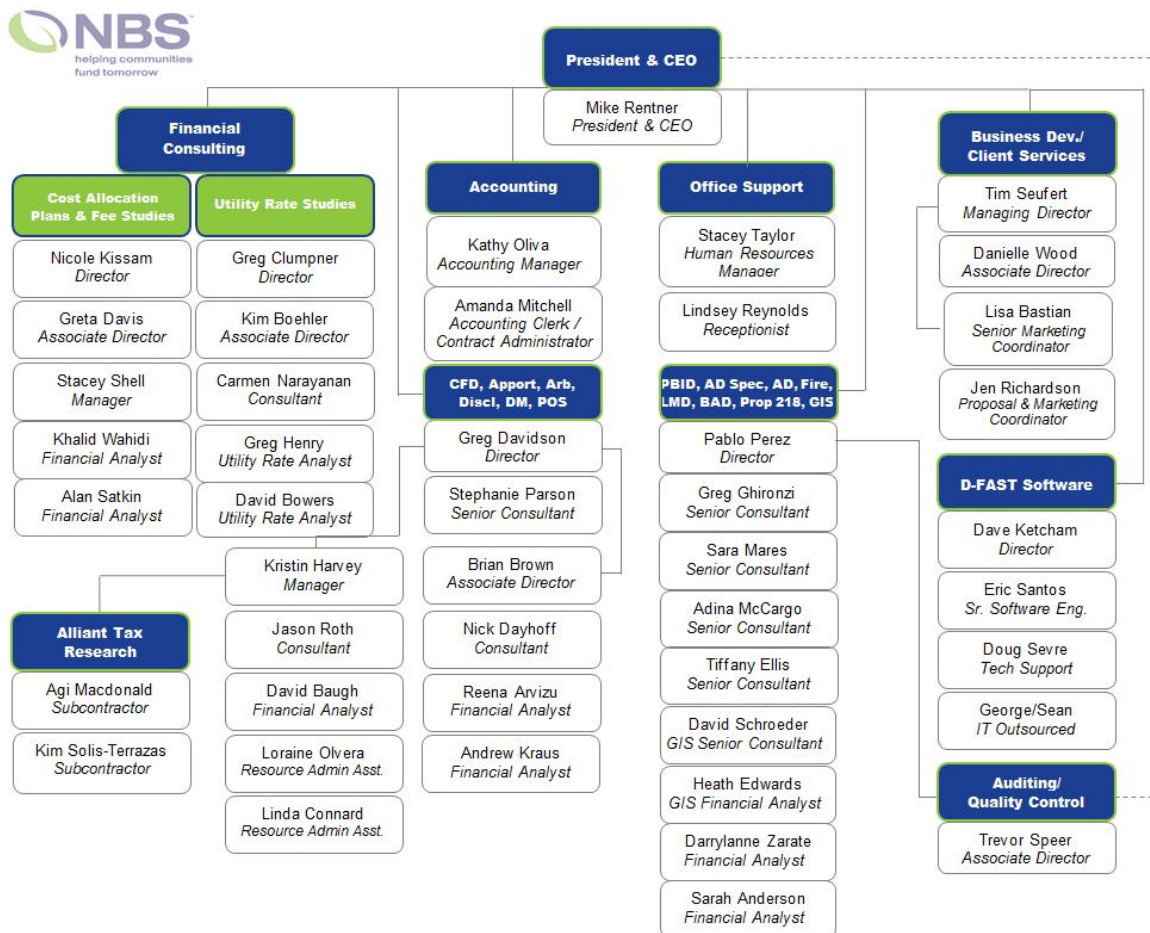 NBS
helping communities
fund tomorrow
President & CEO
Mike Rentner
President & CEO
Financial
Consulting
Cost Allocation
Plans & Fee Studies
Nicole Kissam
Director
Greta Davis
Associate Director
Stacey Shell
Manager
Khalid Wahidi
Financial Analyst
Alan Satkin
Financial Analyst
Utility Rate Studies
Greg Clumpner
Director
Kim Boehler
Associate Director
Carmen Narayanan
Consultant
Greg Henry
Utility Rate Analyst
David Bowers
Utility Rate Analyst
Accounting
Kathy Oliva
Accounting Manager
Amanda Mitchell
Accounting Clerk /
Contract Administrator
CFD, Apport, Arb,
Discl, DM, POS
Greg Davidson
Director
Stephanie Parson
Senior Consultant
Brian Brown
Associate Director
Nick Dayhoff
Consultant
Reena Arvizu
Financial Analyst
Andrew Kraus
Financial Analyst
Kristin Harvey
Manager
Jason Roth
Consultant
David Baugh
Financial Analyst
Loraine Olvera
Resource Admin Asst.
Linda Connard
Resource Admin Asst.
Alliant Tax
Research
Agi Macdonald
Subcontractor
Kim Solis-Terrazas
Subcontractor
Office Support
Stacey Taylor
Human Resources
Manager
Lindsey Reynolds
Receptionist
PBID, AD Spec, AD, Fire,
LMD, BAD, Prop 218, GIS
Pablo Perez
Director
Greg Ghironzi
Senior Consultant
Sara Mares
Senior Consultant
Adina McCargo
Senior Consultant
Tiffany Ellis
Senior Consultant
David Schroeder
GIS Senior Consultant
Heath Edwards
GIS Financial Analyst
Darrylanne Zarate
Financial Analyst
Sarah Anderson
Financial Analyst
Business Dev./
Client Services
Tim Seufert
Managing Director
Danielle Wood
Associate Director
Lisa Bastian
Senior Marketing
Coordinator
Jen Richardson
Proposal & Marketing
Coordinator
D-FAST Software
Dave Ketcham
Director
Eric Santos
Sr. Software Eng.
Doug Sevre
Tech Support
George/Sean
IT Outsourced
Auditing/
Quality Control
Trevor Speer
Associate Director